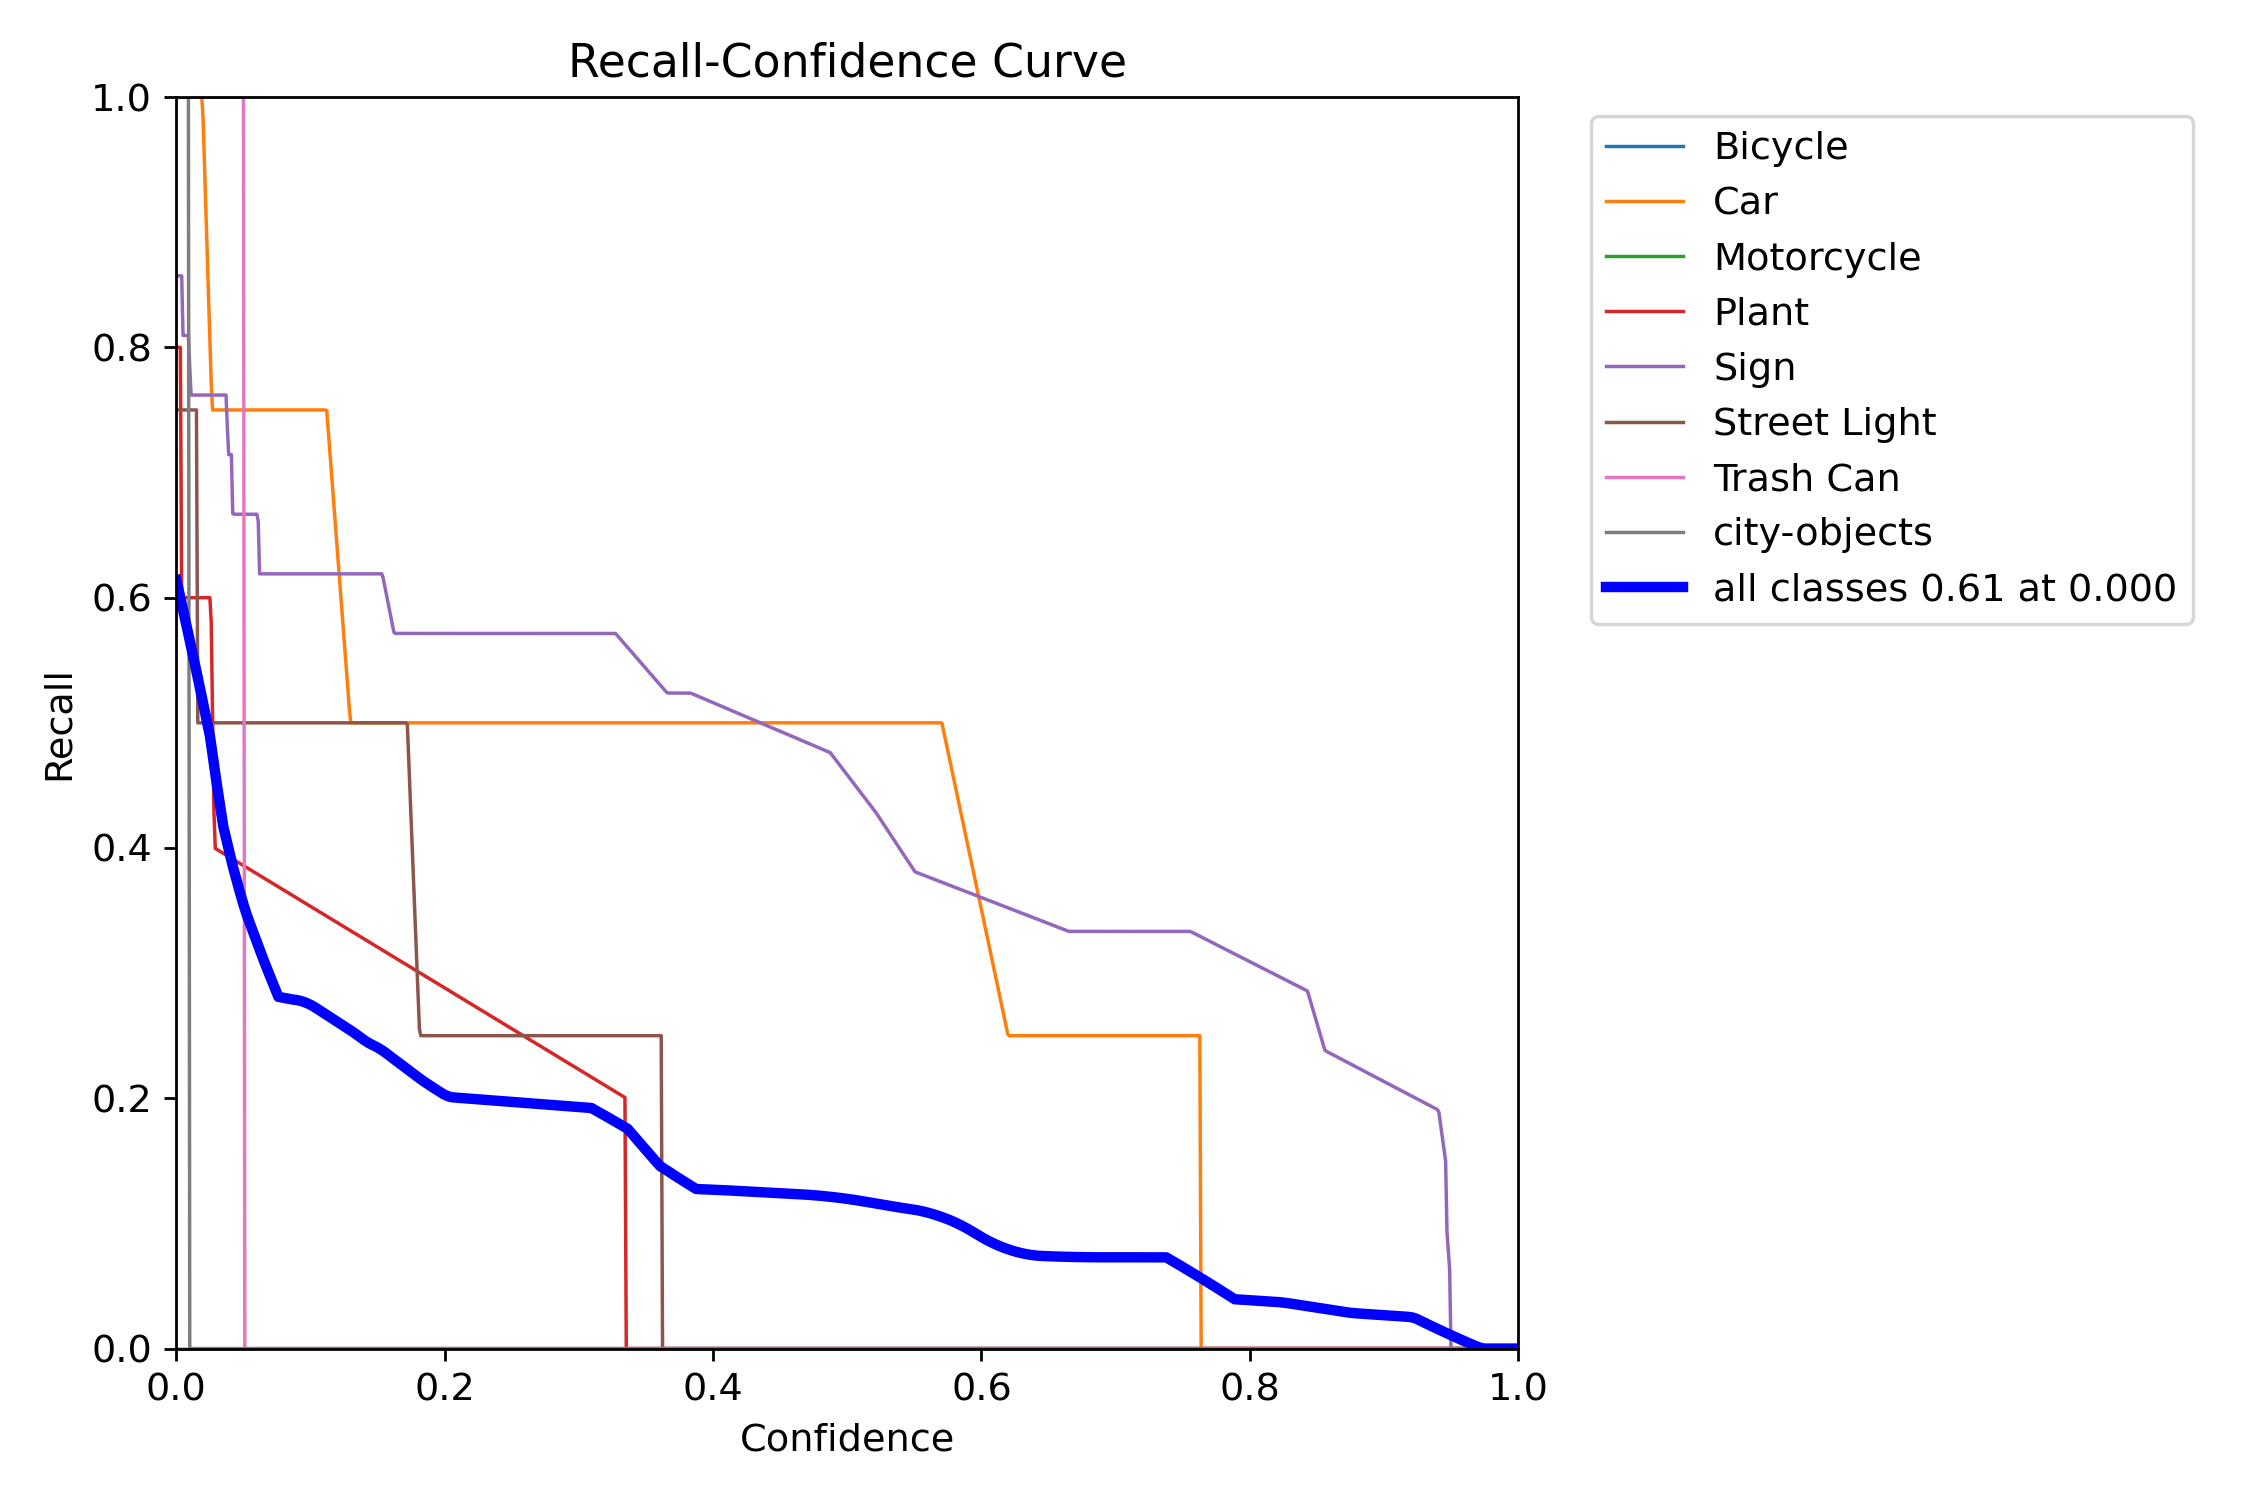 Recall-Confidence Curve
1.0
0.8
0.6
0.4
0.2
0.0
Recall
0.0 0.2 0.4 0.6 0.8 1.0
Confidence
Bicycle
Car
Motorcycle
Plant
Sign
Street Light
Trash Can
city-objects
all classes 0.61 at 0.000